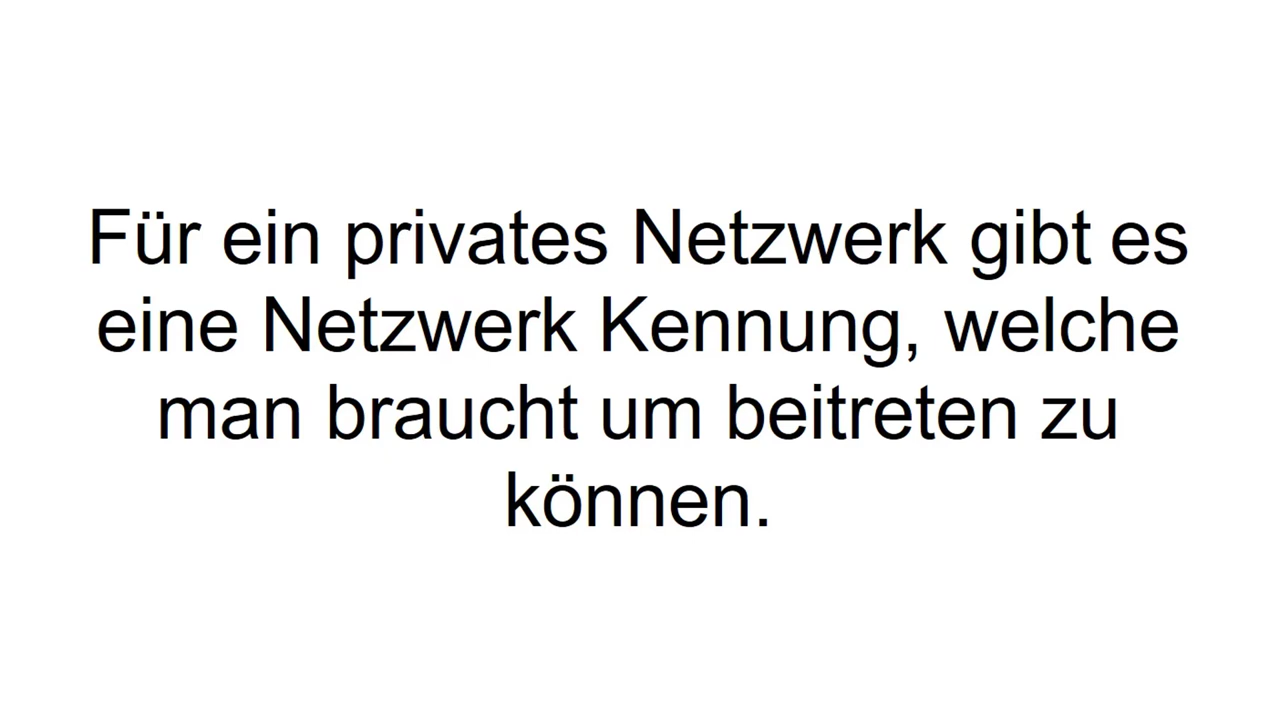 Für ein privates Netzwerk gibt es
eine Netzwerk Kennung, welche
man braucht um beitreten zu
können.